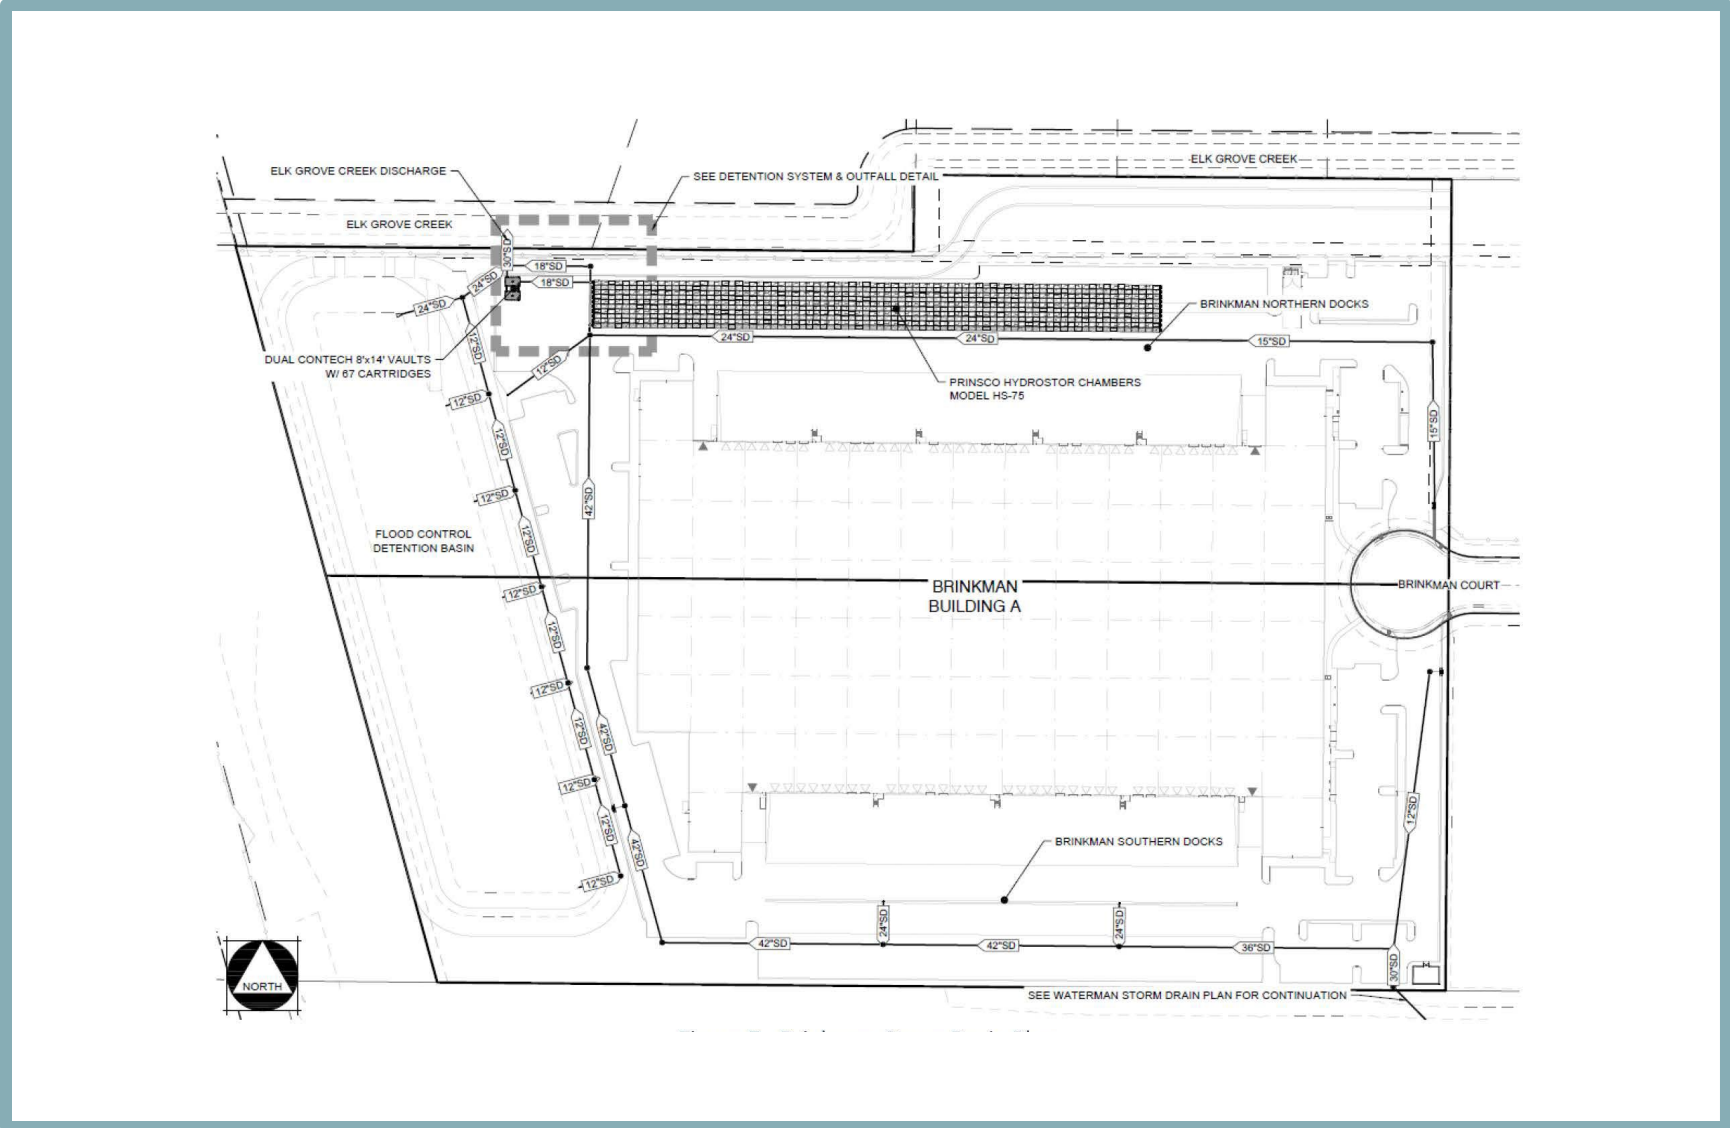 ELK GROVE CREEK
ELK GROVE CREEK DISCHARGE
SEE DETENTION SYSTEM & OUTFALL DETAIL
ELK GROVE CREEK
30"SD
18"SD
24"SD
18"SD
24"SD
BRINKMAN NORTHERN DOCKS
24"SD
24"SD
15"SD
12"SD
DUAL CONTECH 8'x14' VAULTS
W/ 67 CARTRIDGES
12"SD
PRINSCO HYDROSTOR CHAMBERS
MODEL HS-75
12"SD
15"SD
12"SD
12"SD
42"SD
FLOOD CONTROL
DETENTION BASIN
12"SD
BRINKMAN
BUILDING A
BRINKMAN COURT
12"SD
12"SD
12"SD
12"SD
42"SD
12"SD
12"SD
12"SD
42"SD
BRINKMAN SOUTHERN DOCKS
12"SD
24"SD
24"SD
42"SD
42"SD
36"SD
30"SD
NORTH
SEE WATERMAN STORM DRAIN PLAN FOR CONTINUATION